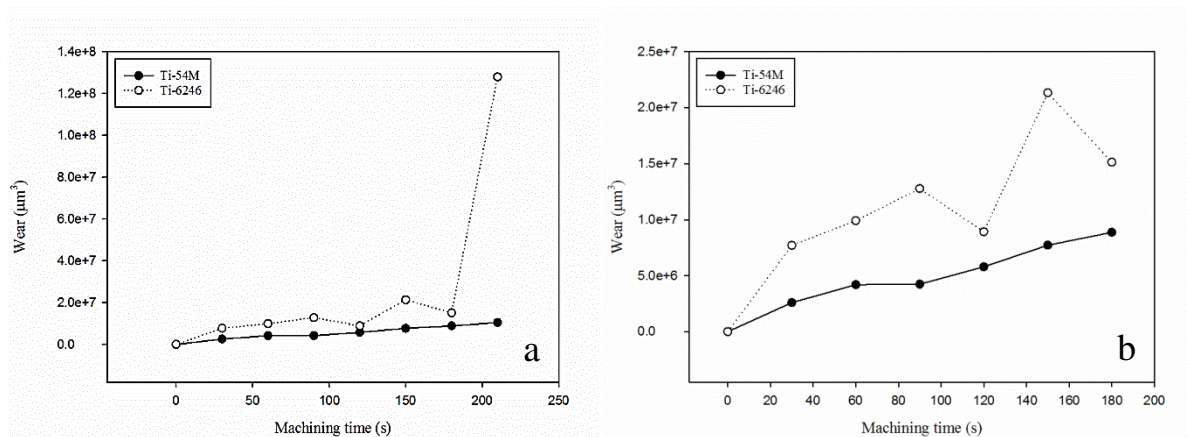 1.4e+8
1.2e+8
1.0e+8
8.0e+7
6.0e+7
4.0e+7
2.0e+7
0.0
Wear (µm³)
Ti-54M
Ti-6246
0 50 100 150 200 250
Machining time (s)
a
2.5e+7
2.0e+7
1.5e+7
1.0e+7
5.0e+6
0.0
Wear (µm³)
Ti-54M
Ti-6246
0 20 40 60 80 100 120 140 160 180 200
Machining time (s)
b